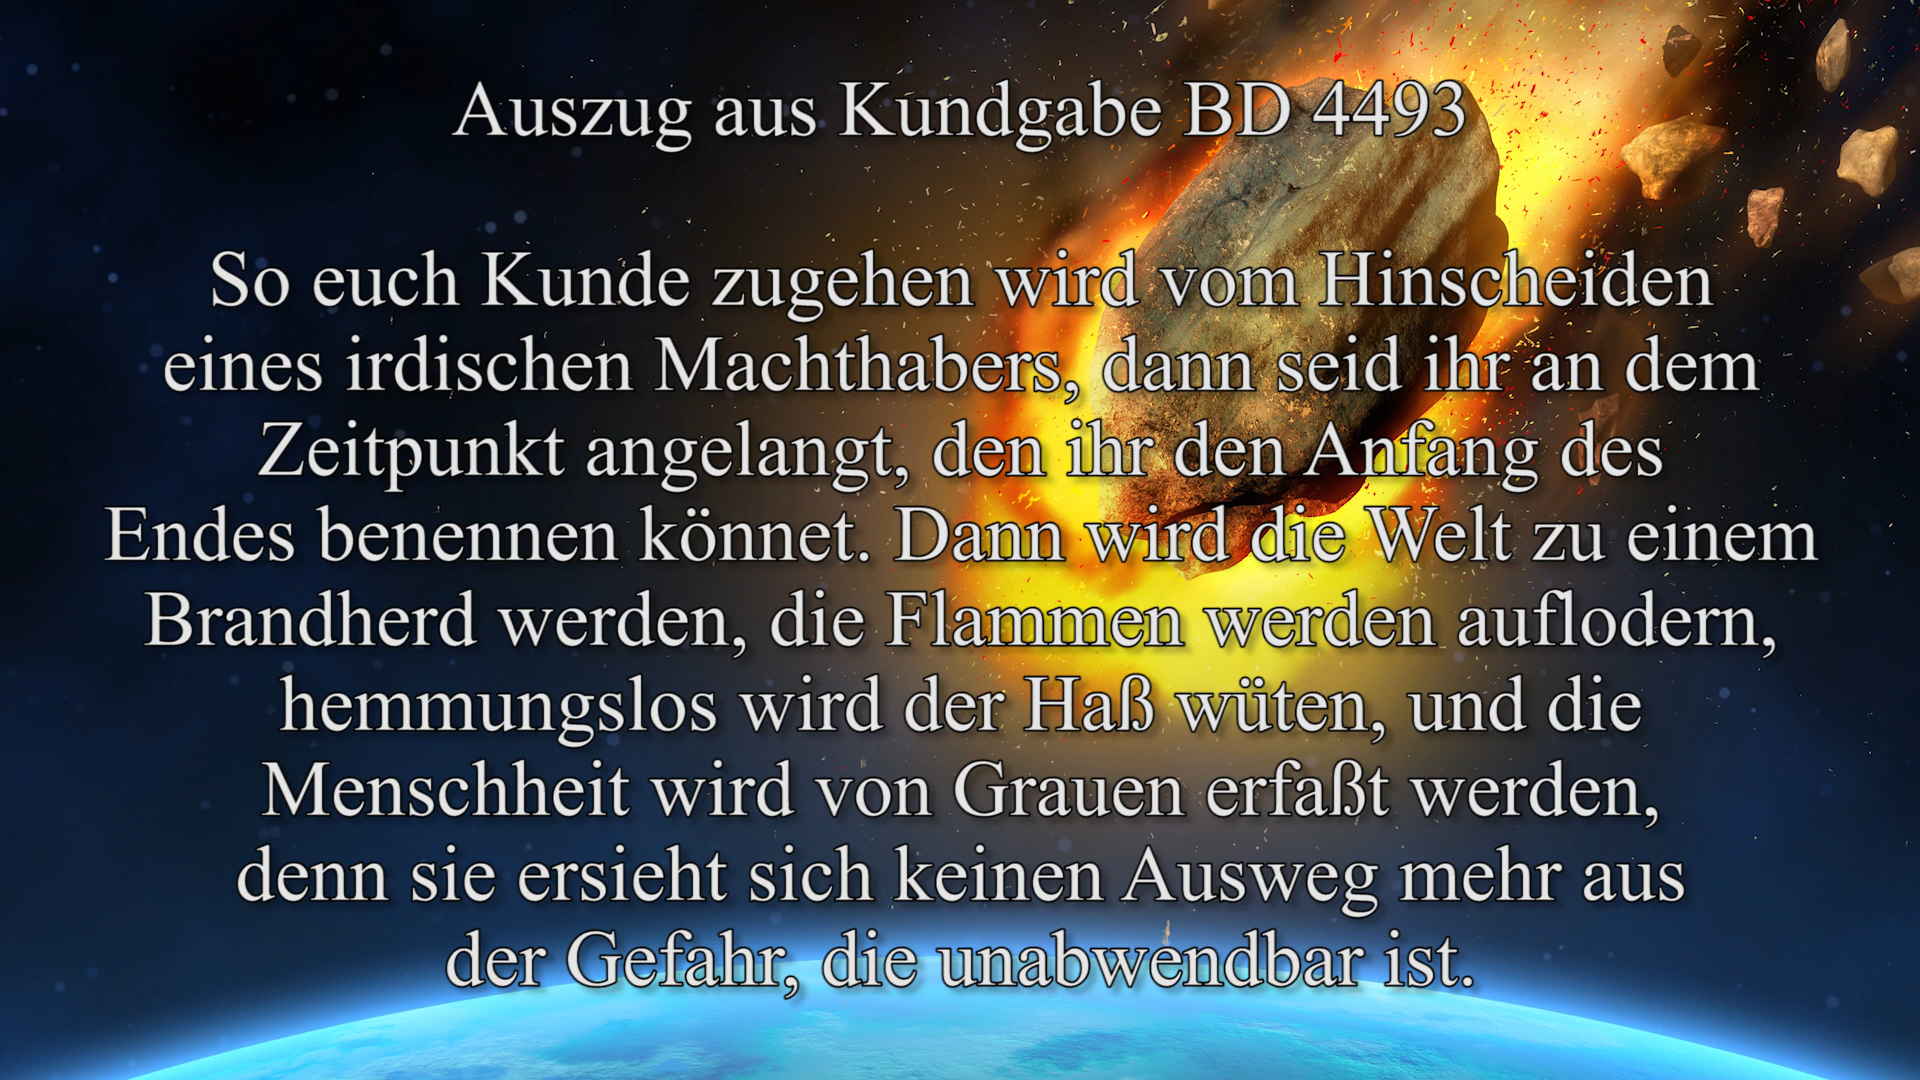 Auszug aus Kundgabe BD 4493
So euch Kunde zugehen wird vom Hinscheiden
eines irdischen Machthabers, dann seid ihr an dem
Zeitpunkt angelangt, den ihr den Anfang des
Endes benennen könnet. Dann wird die Welt zu einem
Brandherd werden, die Flammen werden auflodern,
hemmungslos wird der Haß wüten, und die
Menschheit wird von Grauen erfaßt werden,
denn sie ersieht sich keinen Ausweg mehr aus
der Gefahr, die unabwendbar ist.